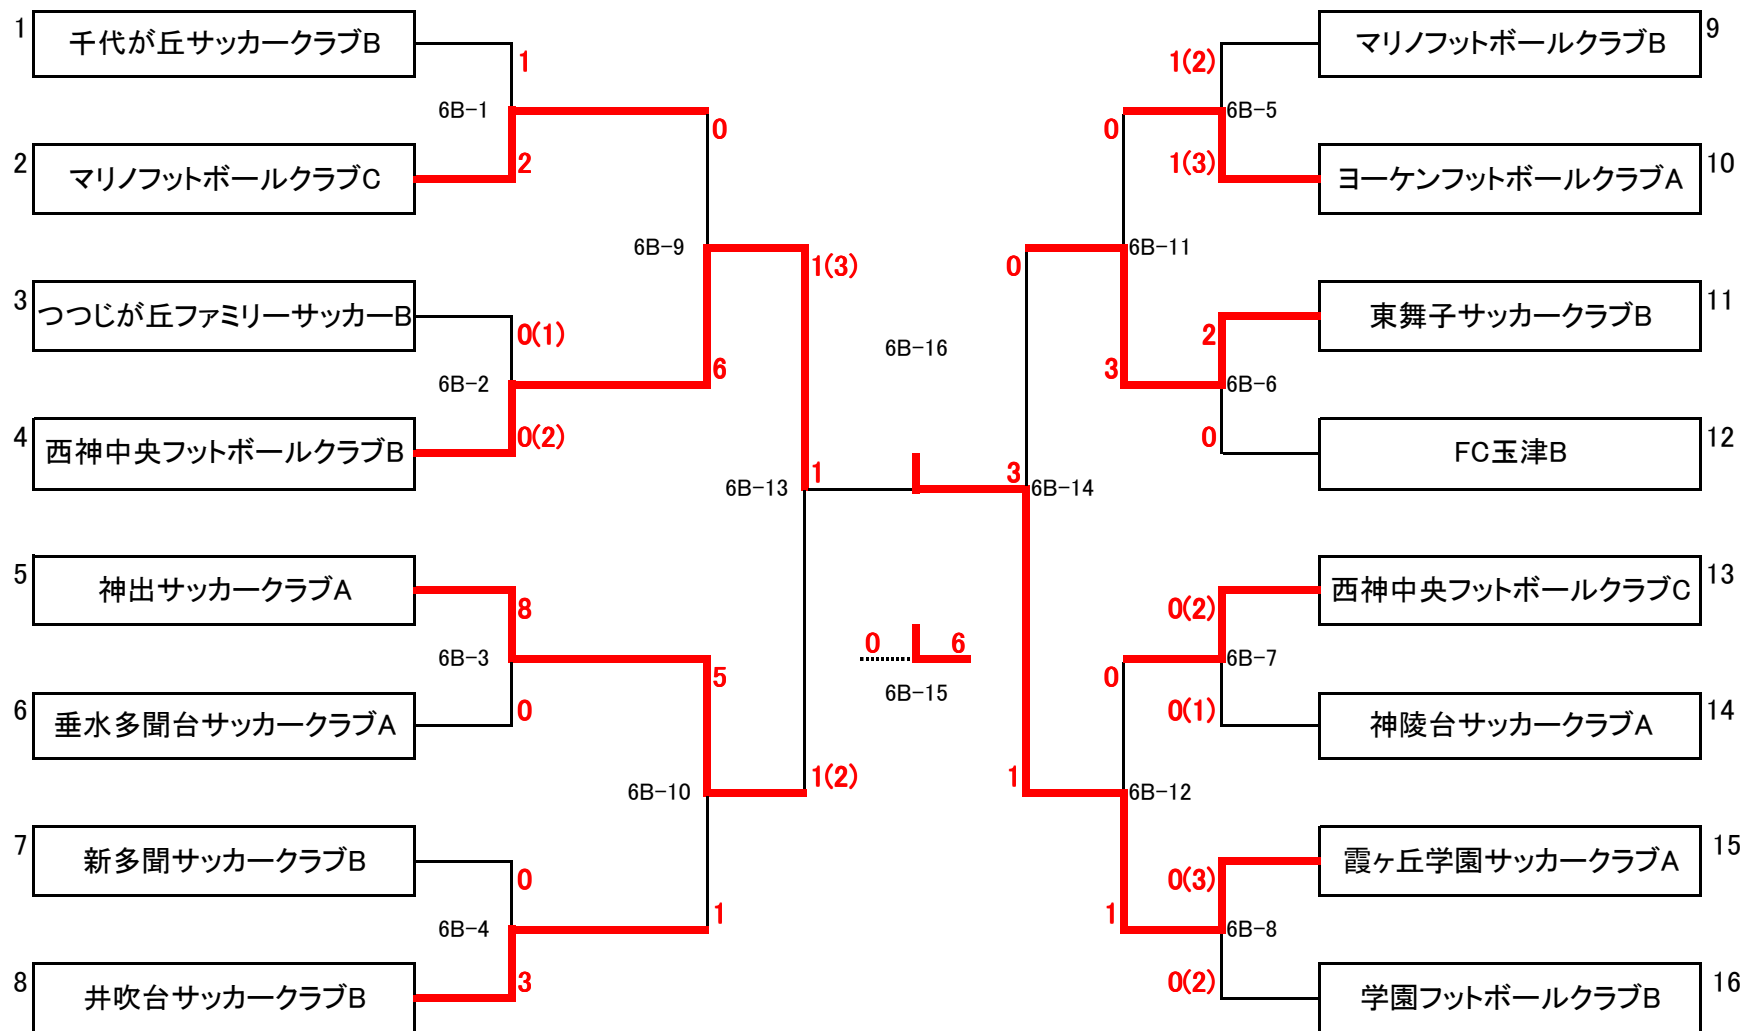 1
千代が丘サッカークラブB
1
6B-1
2
マリノフットボールクラブC
2
0
6B-9
3
つつじが丘ファミリーサッカーB
0(1)
6B-2
4
西神中央フットボールクラブB
0(2)
6
1(3)
6B-13
1
5
神出サッカークラブA
8
6B-3
6
垂水多聞台サッカークラブA
0
5
6B-10
1(2)
7
新多聞サッカークラブB
0
6B-4
8
井吹台サッカークラブB
3
1
6B-16
0 6
6B-15
9
マリノフットボールクラブB
1(2)
6B-5
10
ヨーケンフットボールクラブA
1(3)
0
6B-11
0
11
東舞子サッカークラブB
2
6B-6
12
FC玉津B
0
3
3
6B-14
13
西神中央フットボールクラブC
0(2)
6B-7
14
神陵台サッカークラブA
0(1)
0
6B-12
1
15
霞ヶ丘学園サッカークラブA
0(3)
6B-8
16
学園フットボールクラブB
0(2)
1